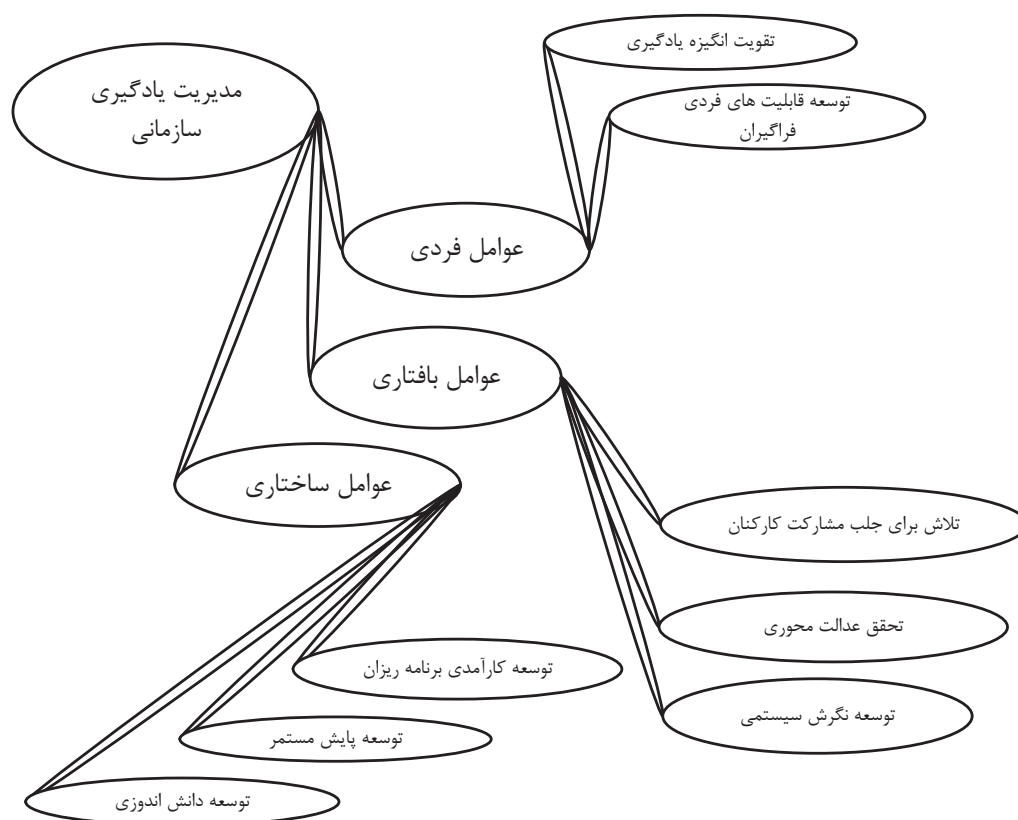 تقویت انگیزه یادگیری
مدیریت یادگیری
سازمانی
توسعه قابلیت های فردی
فراگیران
عوامل فردی
عوامل بافتاری
عوامل ساختاری
تلاش برای جلب مشارکت کارکنان
تحقق عدالت محوری
توسعه کارآمدی برنامه ریزان
توسعه نگرش سیستمی
توسعه پایش مستمر
توسعه دانش اندوزی